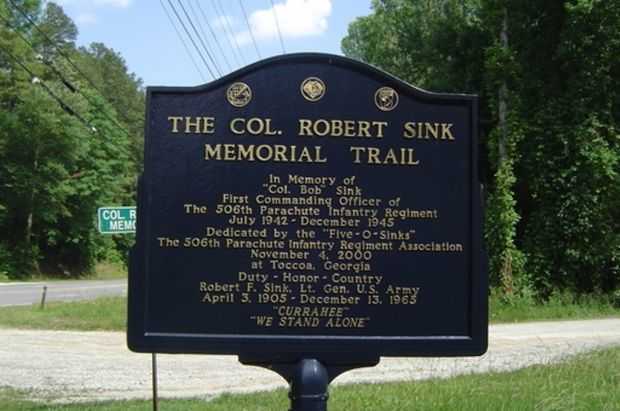 THE COL. ROBERT SINK
MEMORIAL TRAIL
In Memory of
"Col. Bob" Sink
First Commanding Officer of
The 506th Parachute Infantry Regiment
July 1942 - December 1945
Dedicated by the "Five-O-Sinks"
The 506th Parachute Infantry Regiment Association
November 4, 2000
at Toccoa, Georgia
Duty - Honor - Country
Robert F. Sink, Lt. Gen. U.S. Army
April 3, 1905 - December 13, 1965
"CURRAHEE"
"WE STAND ALONE"
COL. R
MEMO